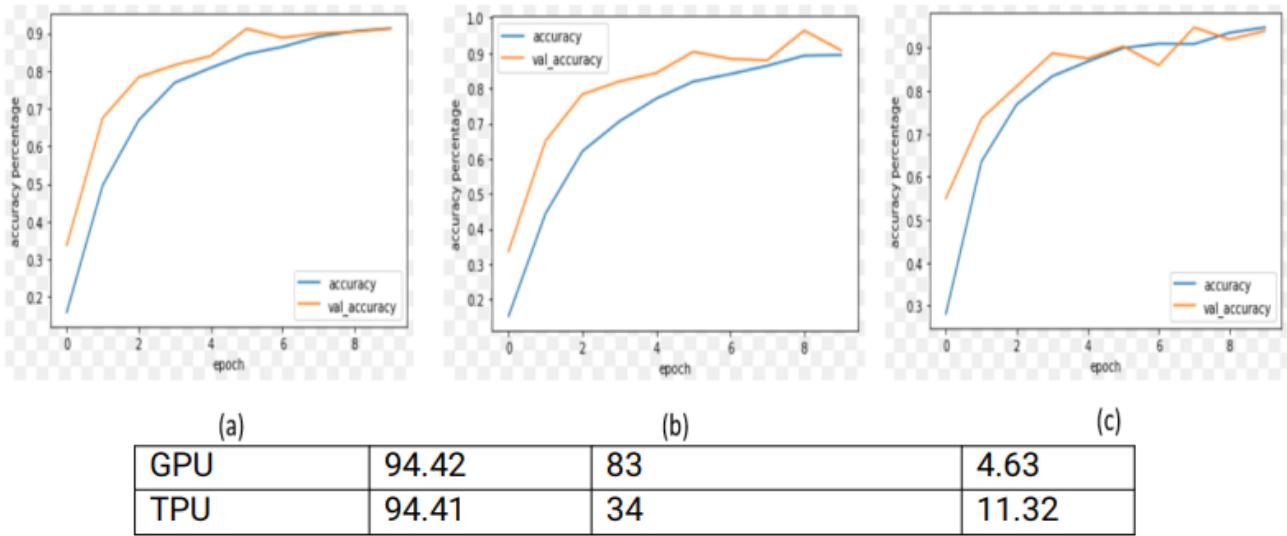 0.9
0.8
0.7
0.6
0.5
0.4
0.3
0.2
accuracy percentage
accuracy
val_accuracy
0 2 4 6 8
epoch
(a)
1.0
0.9
0.8
0.7
0.6
0.5
0.4
0.3
0.2
accuracy percentage
accuracy
val_accuracy
0 2 4 6 8
epoch
(b)
0.9
0.8
0.7
0.6
0.5
0.4
0.3
accuracy percentage
accuracy
val_accuracy
0 2 4 6 8
epoch
(c)
GPU 94.42 83 4.63
TPU 94.41 34 11.32